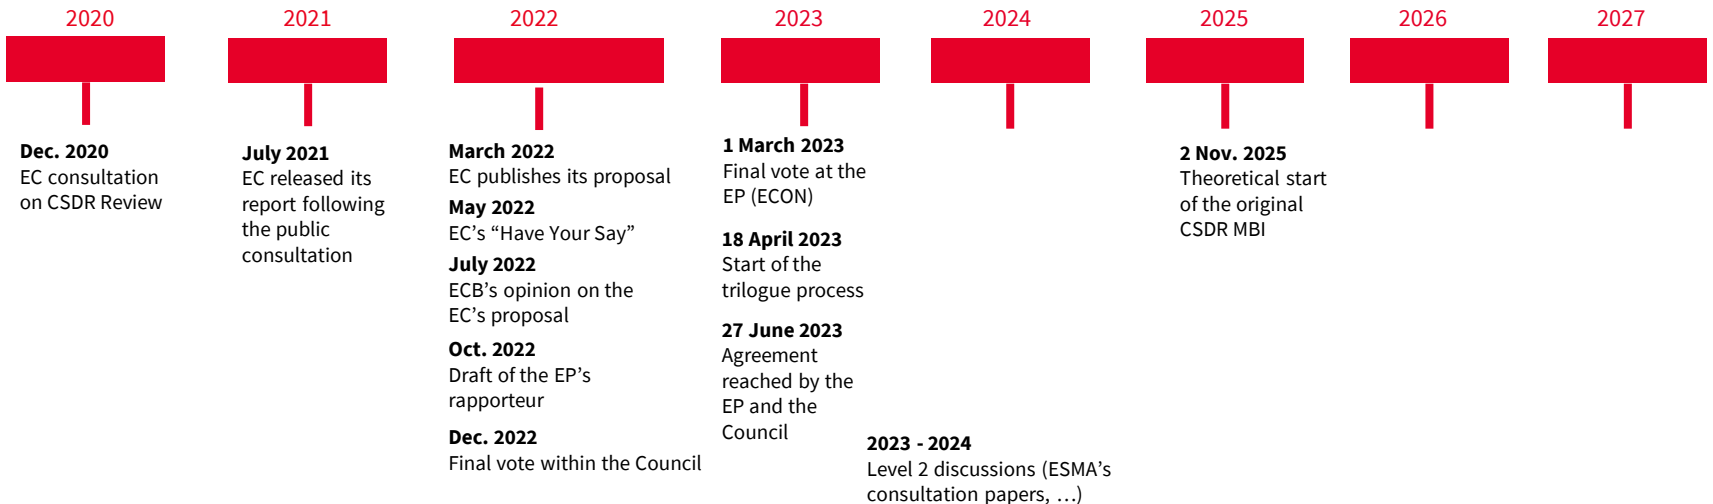 2020
2021
2022
2023
2024
2025
2026
2027
Dec. 2020
EC consultation
on CSDR Review
July 2021
EC released its
report following
the public
consultation
March 2022
EC publishes its proposal
May 2022
EC’s “Have Your Say”
July 2022
ECB’s opinion on the
EC’s proposal
Oct. 2022
Draft of the EP’s
rapporteur
Dec. 2022
Final vote within the Council
1 March 2023
Final vote at the
EP (ECON)
18 April 2023
Start of the
trilogue process
27 June 2023
Agreement
reached by the
EP and the
Council
2023 - 2024
Level 2 discussions (ESMA’s
consultation papers, …)
2 Nov. 2025
Theoretical start
of the original
CSDR MBI